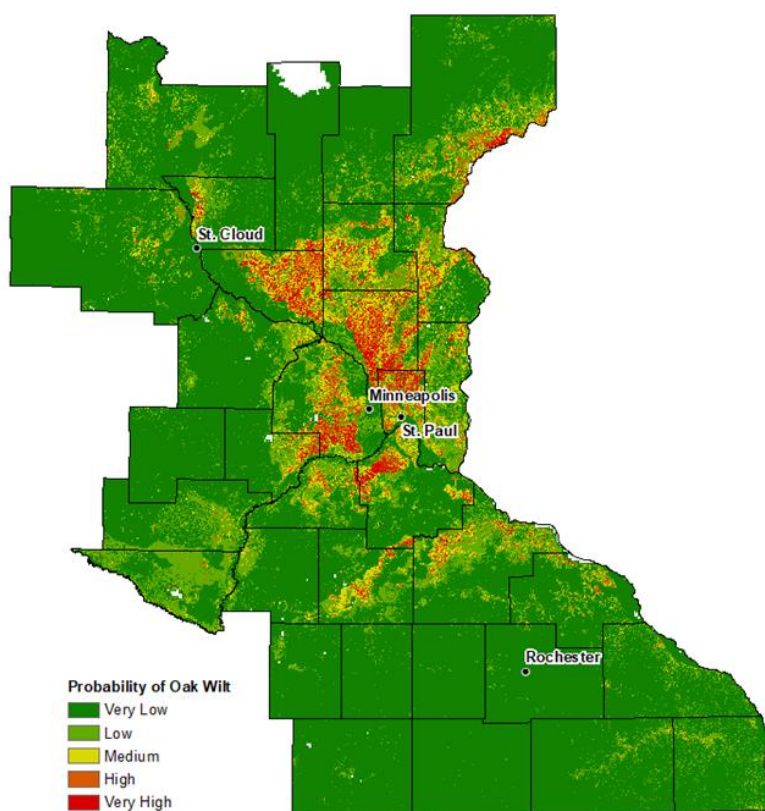 St. Cloud
Minneapolis
St. Paul
Rochester
Probability of Oak Wilt
Very Low
Low
Medium
High
Very High